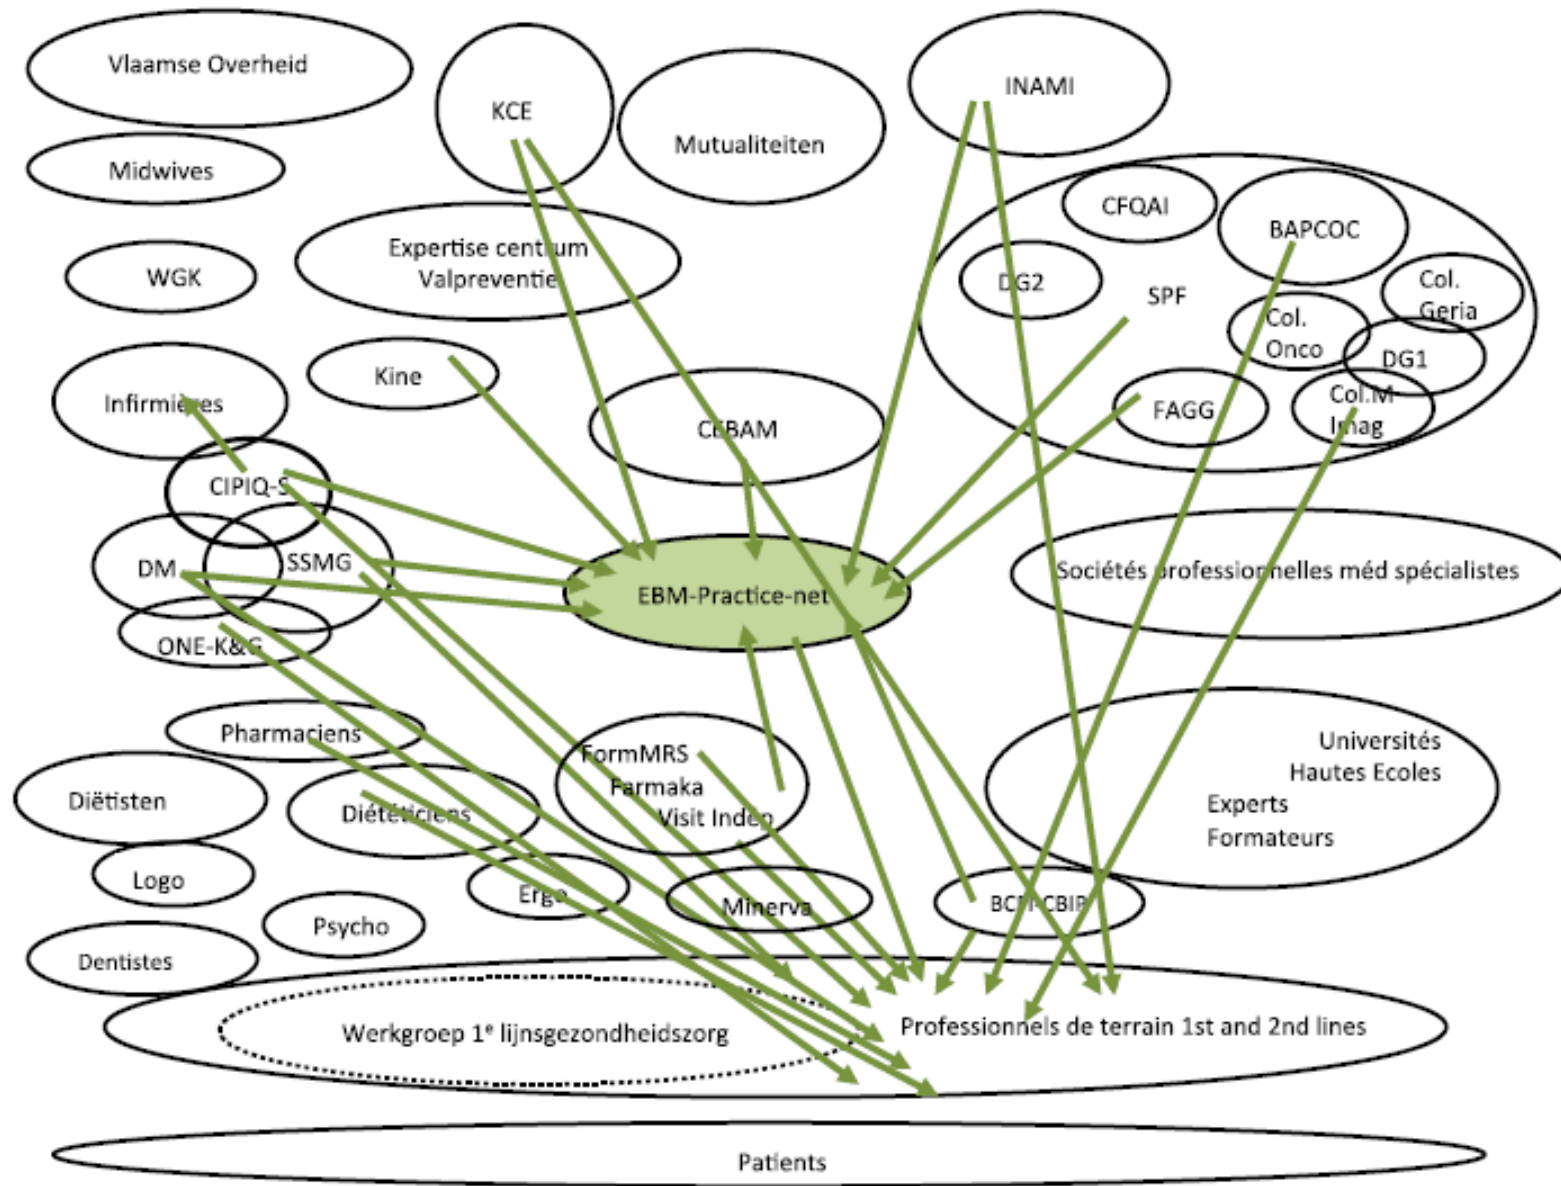 Vlaamse Overheid
KCE
Mutualiteiten
INAMI
Midwives
CFQAI
BAPCOC
WGK
Expertise centrum
Valpreventie
DG2
SPF
Col.
Geria
Col.
Onco
DG1
Infirmières
Kine
CEBAM
FAGG
Col.M
Imag
CIPIQ-S
DM
SSMG
EBM-Practice-net
Sociétés professionnelles méd spécialistes
ONE-K&G
Pharmaciens
FormMRS
Farmaka
Visit Indep
Universités
Hautes Ecoles
Experts
Formateurs
Diëtisten
Diététiciens
Logo
Ergo
Minerva
BCFI-CBIP
Psycho
Dentistes
Werkgroep 1e lijnsgezondheidszorg
Professionnels de terrain 1st and 2nd lines
Patients